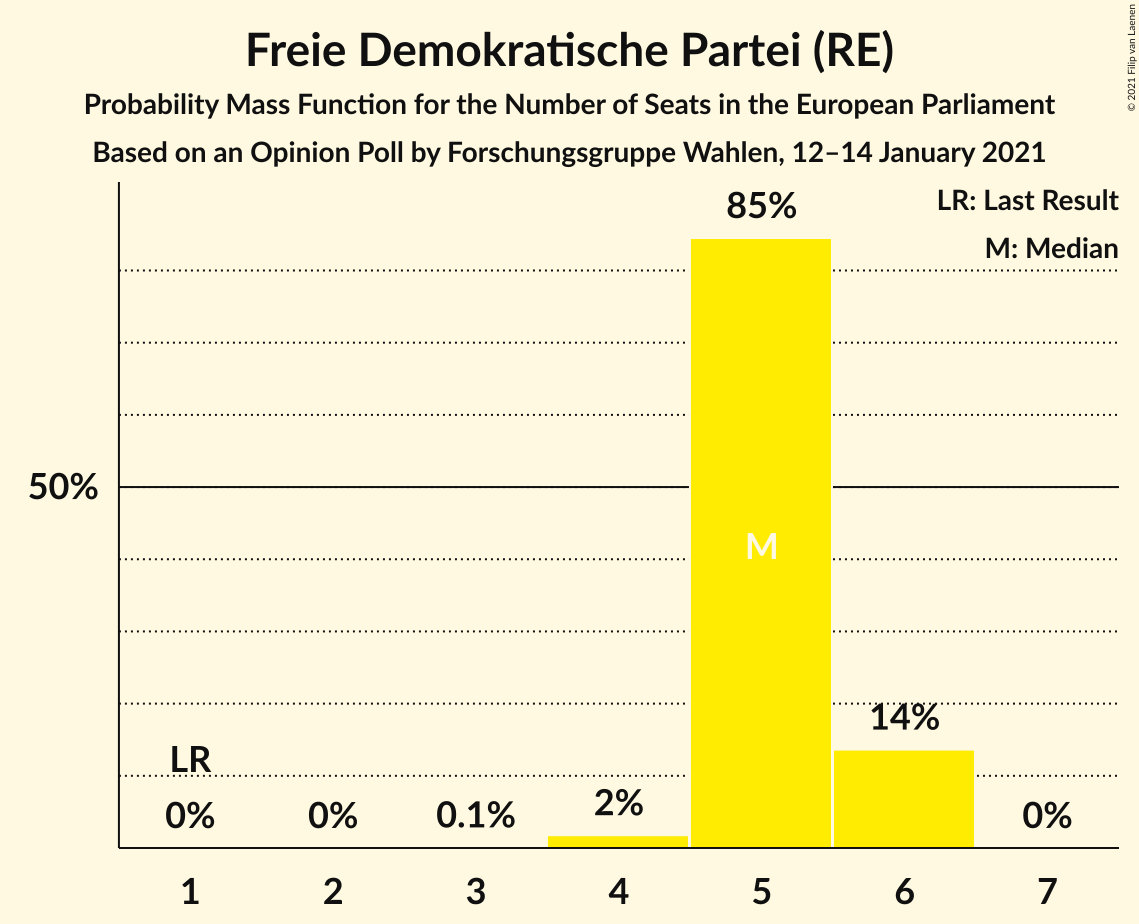 Freie Demokratische Partei (RE)
Probability Mass Function for the Number of Seats in the European Parliament
Based on an Opinion Poll by Forschungsgruppe Wahlen, 12–14 January 2021
© 2021 Filip van Laenen
LR: Last Result
M: Median
85%
50%
M
14%
LR
0%
0%
0.1%
2%
0%
1
2
3
4
5
6
7